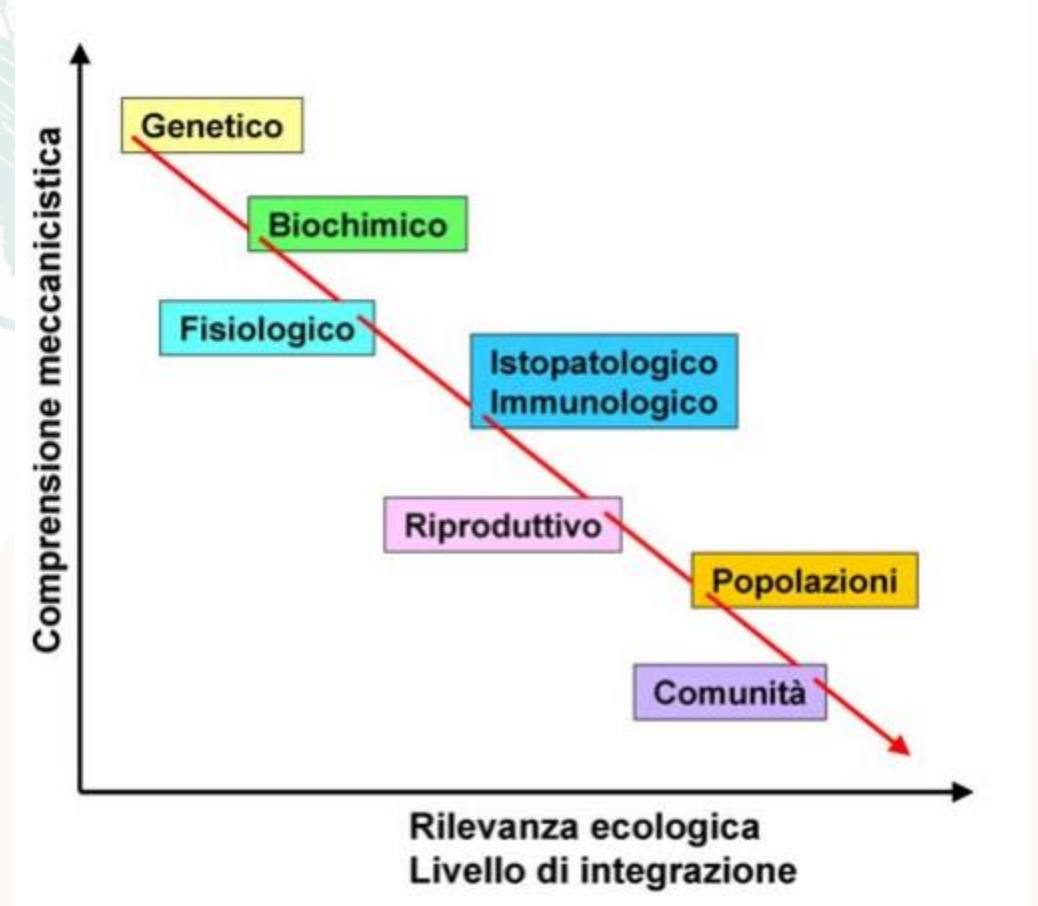 Comprensione meccanicistica
Genetico
Biochimico
Fisiologico
Istopatologico
Immunologico
Riproduttivo
Popolazioni
Comunità
Rilevanza ecologica
Livello di integrazione